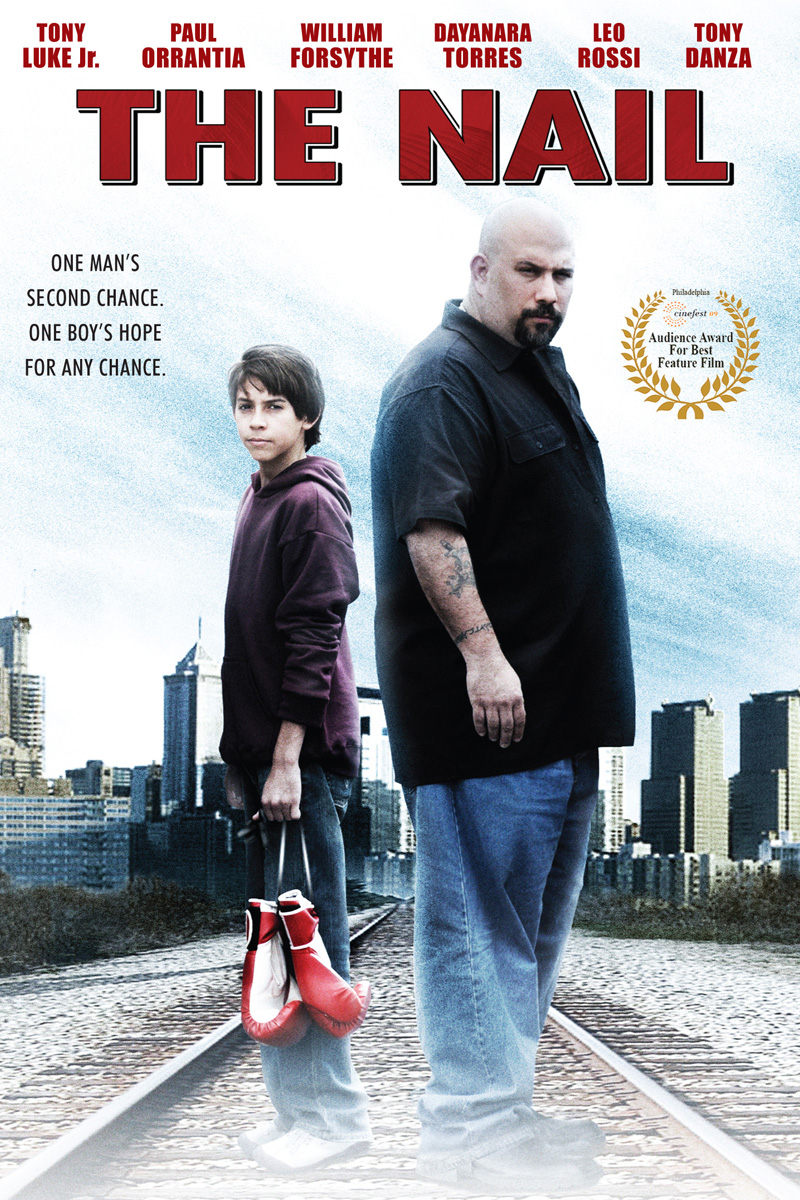 TONY LUKE Jr.
PAUL ORRANTIA
WILLIAM FORSYTHE
DAYANARA TORRES
LEO ROSSI
TONY DANZA
THE NAIL
ONE MAN'S
SECOND CHANCE.
ONE BOY'S HOPE
FOR ANY CHANCE.
Philadelphia
cinefest 09
Audience Award
For Best
Feature Film